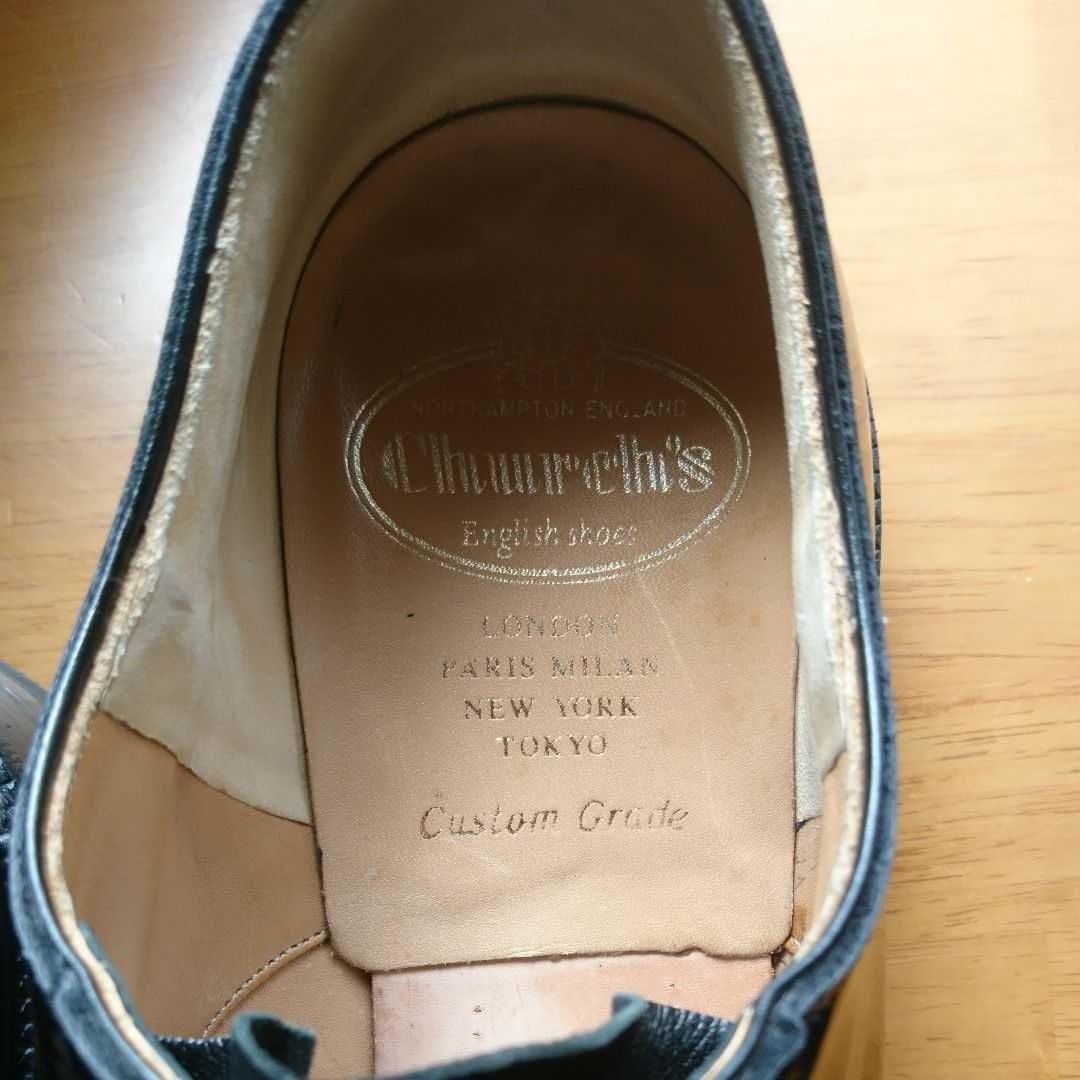 NORTHAMPTON ENGLAND
Church's
English shoes
LONDON
PARIS MILAN
NEW YORK
TOKYO
Custom Grade